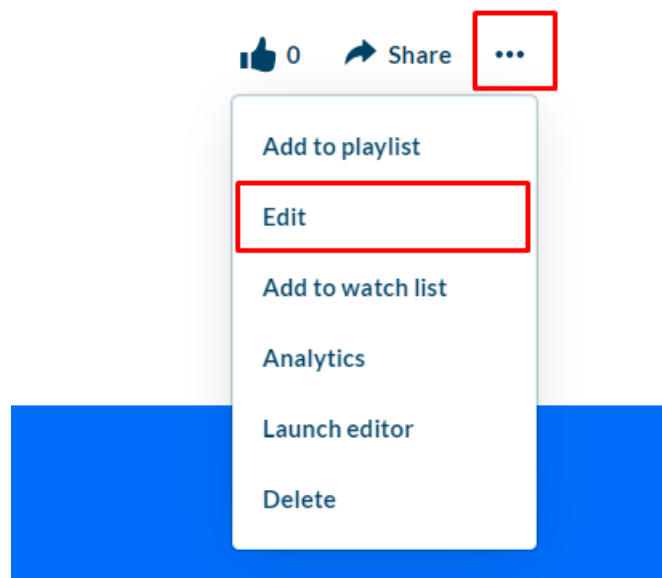 0 Share •••
Add to playlist
Edit
Add to watch list
Analytics
Launch editor
Delete